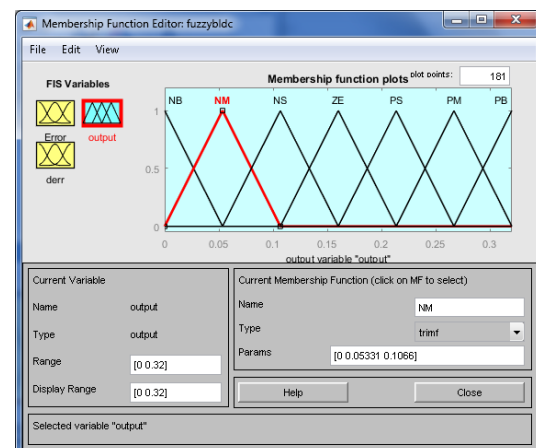 Membership Function Editor: fuzzybldc
File Edit View
FIS Variables
Membership function plots plot points: 181
NB NM NS ZE PS PM PB
Error output
derr
1
0.5
0
0 0.05 0.1 0.15 0.2 0.25 0.3
output variable "output"
Current Variable
Name output
Type output
Range [0 0.32]
Display Range [0 0.32]
Current Membership Function (click on MF to select)
Name NM
Type trimf
Params [0 0.05331 0.1066]
Help Close
Selected variable "output"